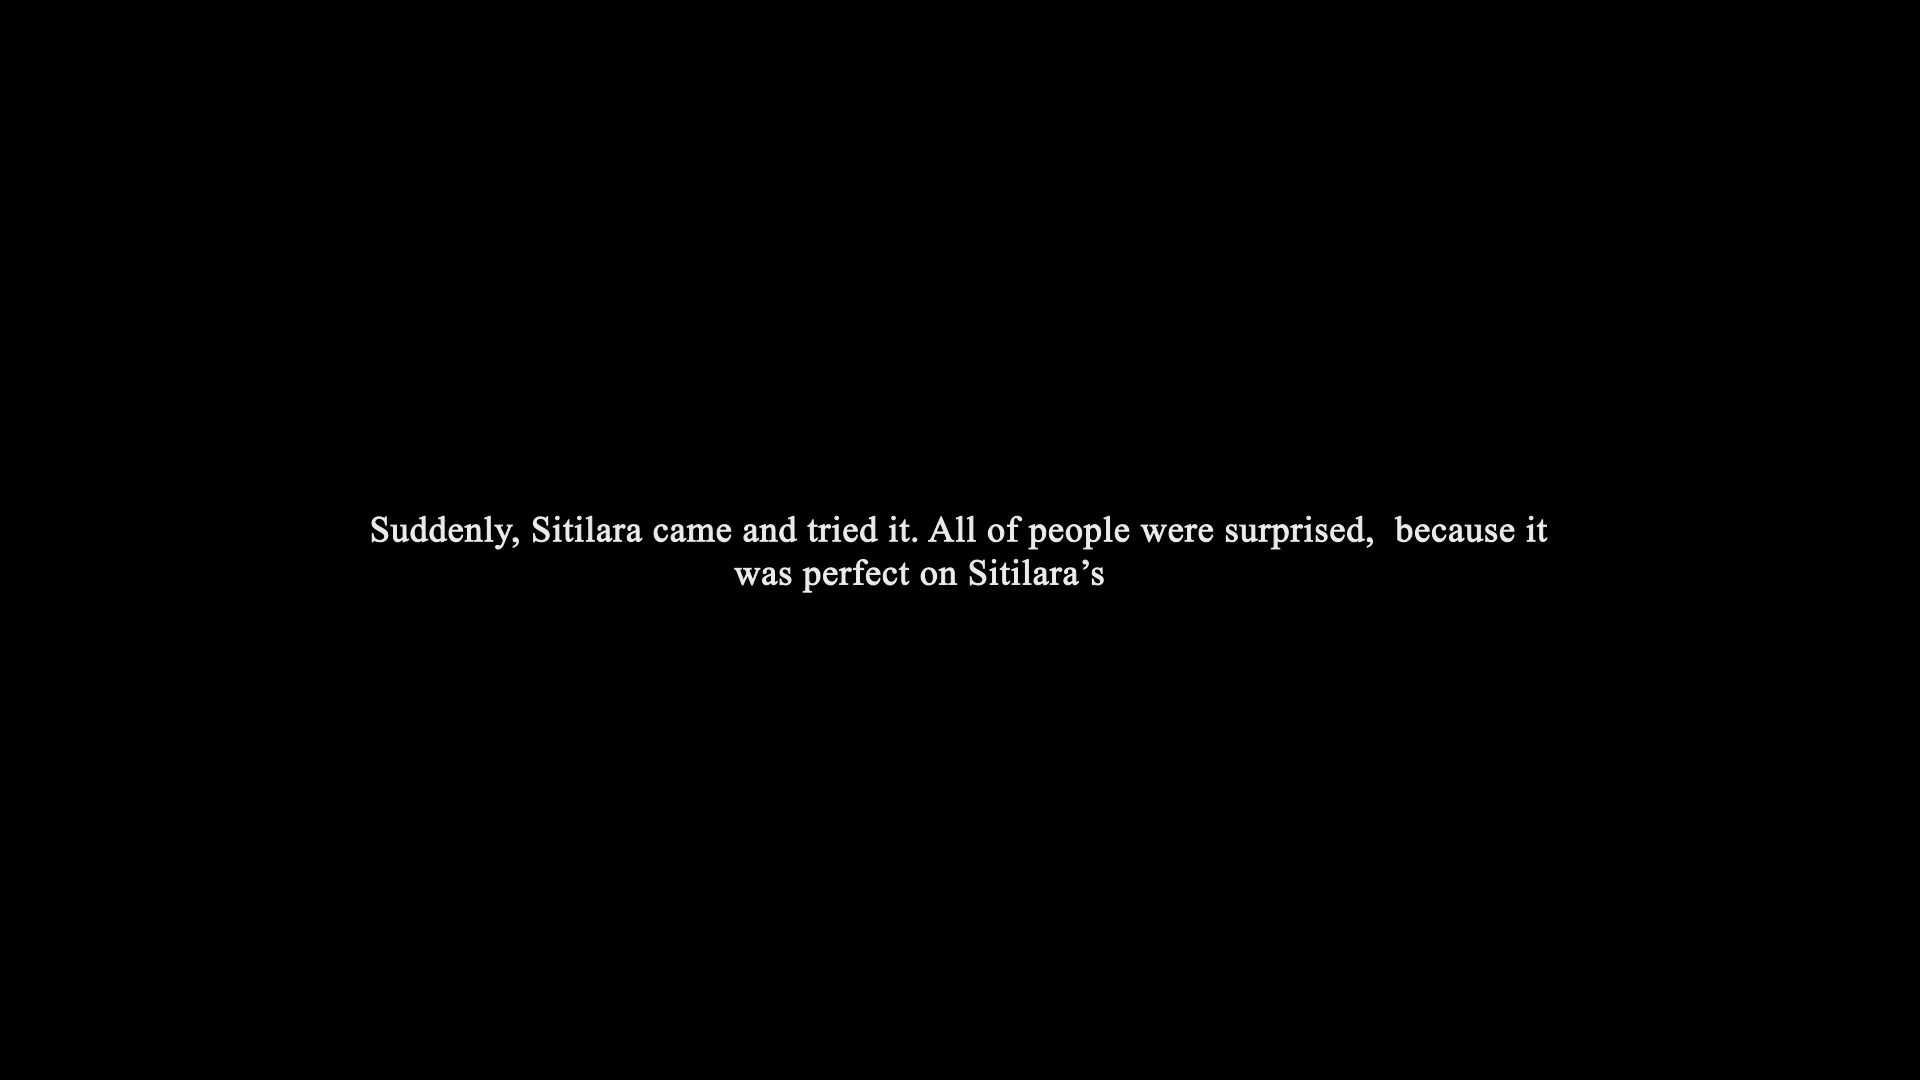 Suddenly, Sitilara came and tried it. All of people were surprised,  because it
was perfect on Sitilara’s